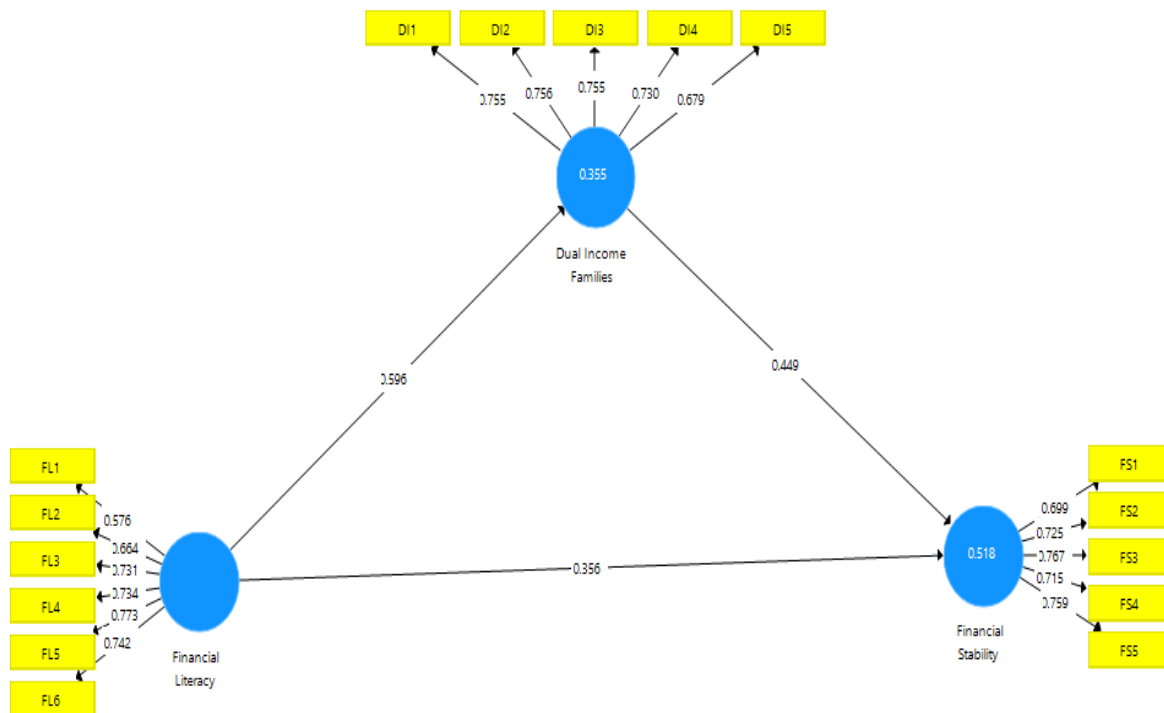 DI1 DI2 DI3 DI4 DI5
0.755 0.756 0.755 0.730 0.679
0.355
Dual Income
Families
0.596
0.449
FL1
FL2
FL3
FL4
FL5
FL6
0.576
0.664
0.731
0.734
0.773
0.742
Financial
Literacy
0.356
0.518
Financial
Stability
0.699
0.725
0.767
0.715
0.759
FS1
FS2
FS3
FS4
FS5